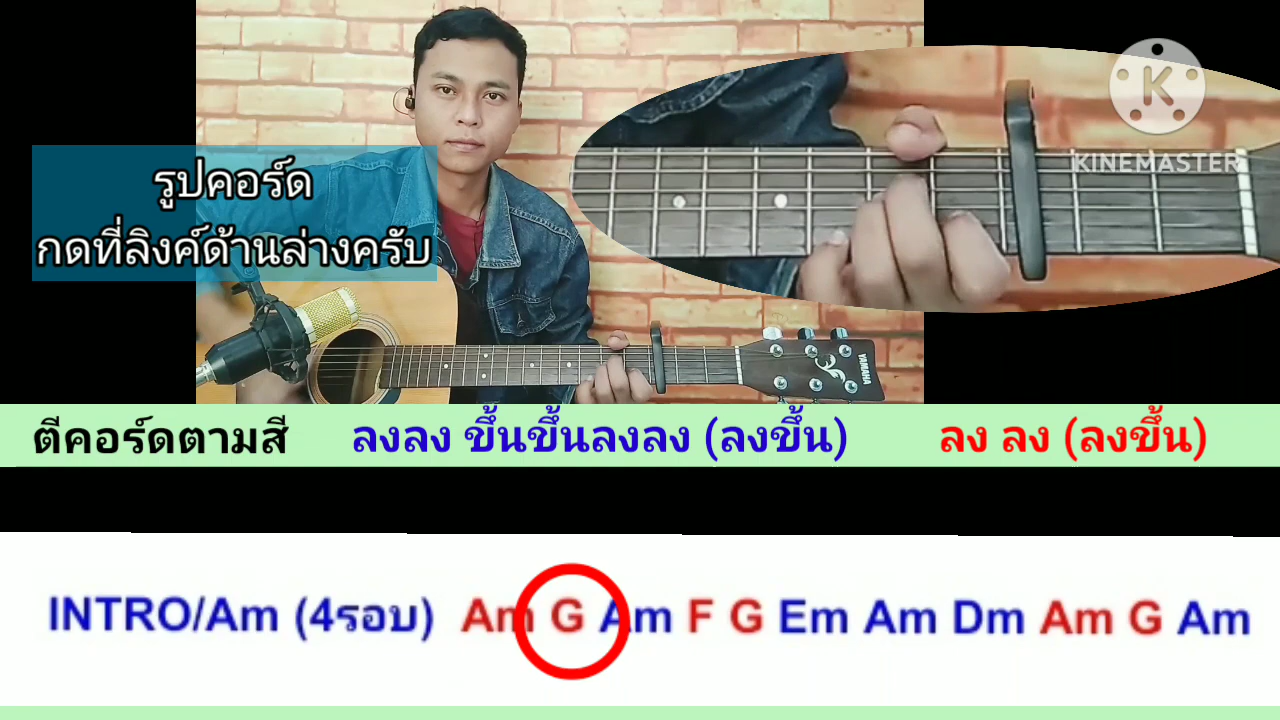 รูปคอร์ด
กดที่ลิงค์ด้านล่างครับ
K
KINEMASTER
YAMAHA
ตีคอร์ดตามสี ลงลง ขึ้นขึ้นลงลง (ลงขึ้น) ลง ลง (ลงขึ้น)
INTRO/Am (4รอบ) Am G Am F G Em Am Dm Am G Am